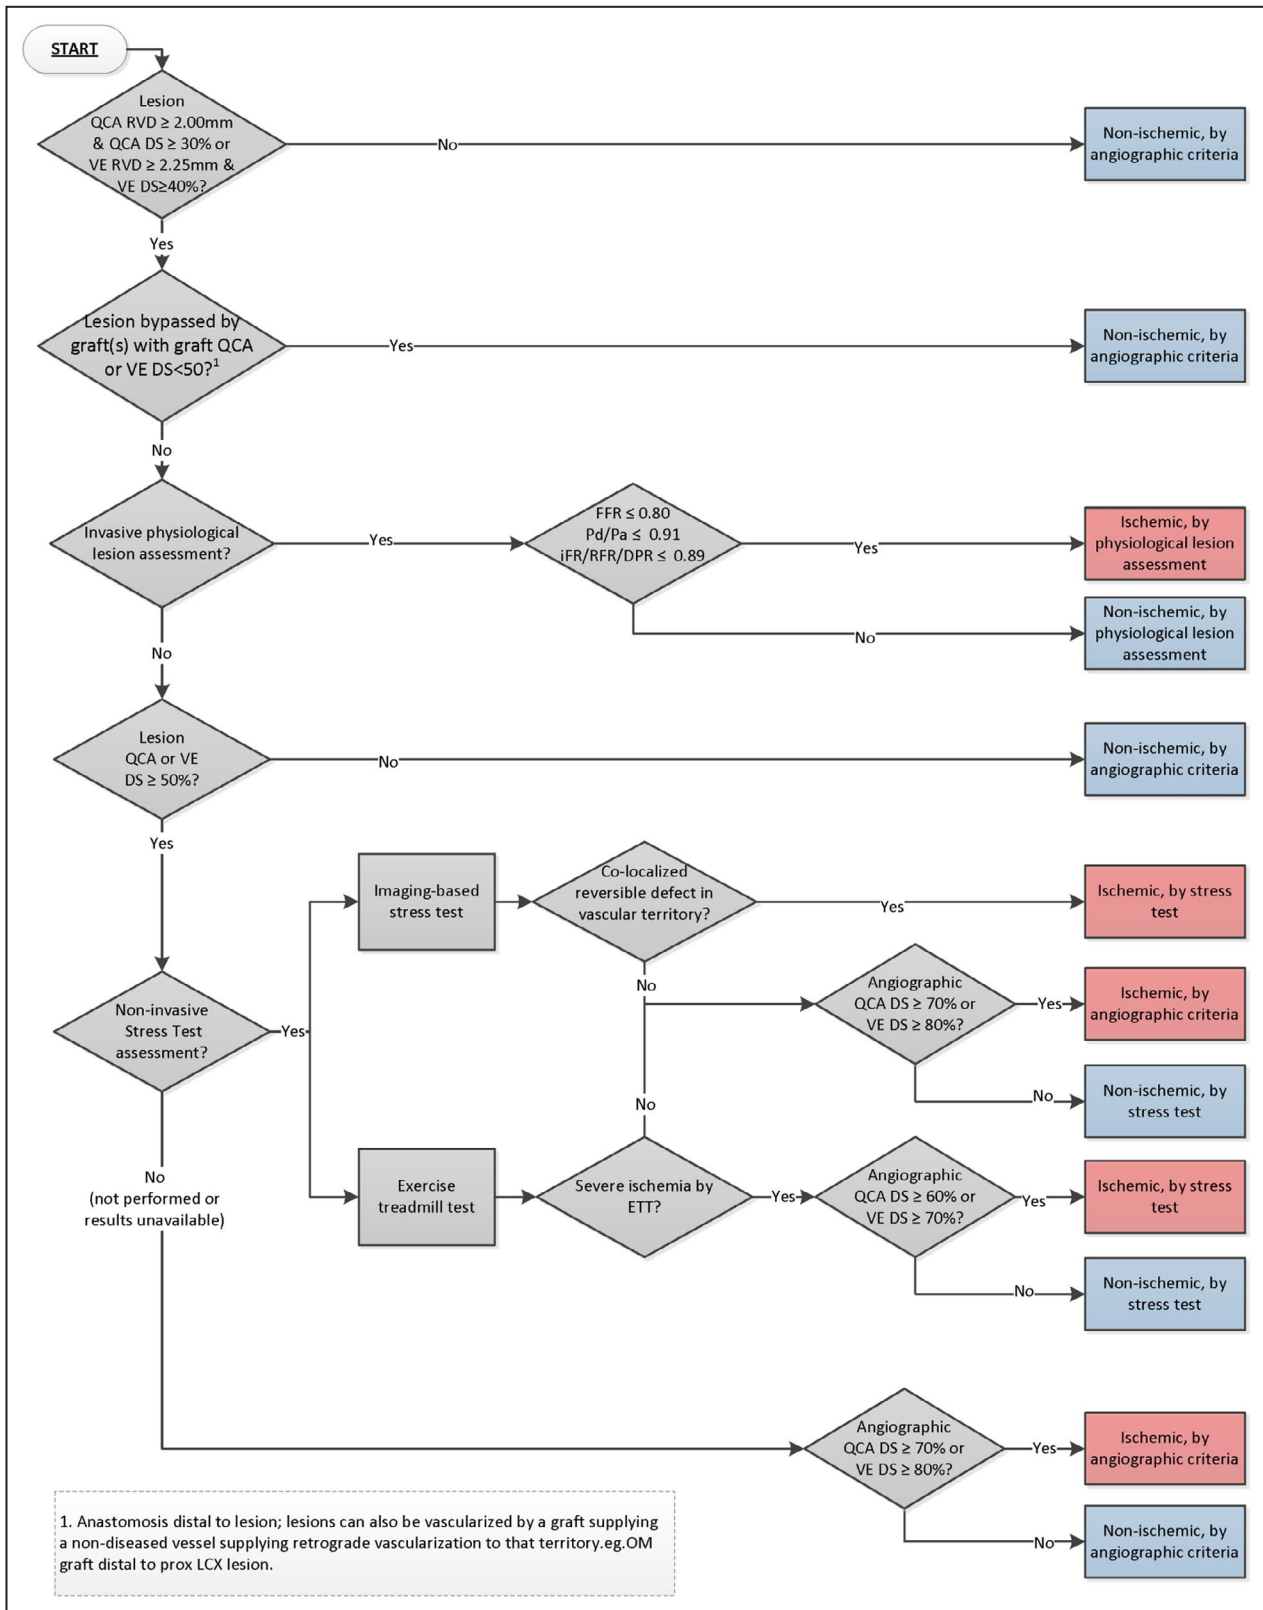 START
Lesion
QCA RVD ≥ 2.00mm
& QCA DS ≥ 30% or
VE RVD ≥ 2.25mm &
VE DS≥40%?
No
Non-ischemic, by
angiographic criteria
Yes
Lesion bypassed by
graft(s) with graft QCA
or VE DS<50?1
Yes
Non-ischemic, by
angiographic criteria
No
Invasive physiological
lesion assessment?
Yes
FFR ≤ 0.80
Pd/Pa ≤ 0.91
iFR/RFR/DPR ≤ 0.89
Yes
Ischemic, by
physiological lesion
assessment
No
Non-ischemic, by
physiological lesion
assessment
No
Lesion
QCA or VE
DS ≥ 50%?
No
Non-ischemic, by
angiographic criteria
Yes
Non-invasive
Stress Test
assessment?
Yes
Imaging-based
stress test
Co-localized
reversible defect in
vascular territory?
Yes
Ischemic, by stress
test
No
Angiographic
QCA DS ≥ 70% or
VE DS ≥ 80%?
Yes
Ischemic, by
angiographic criteria
No
Non-ischemic, by
stress test
Exercise
treadmill test
Severe ischemia by
ETT?
No
Yes
Angiographic
QCA DS ≥ 60% or
VE DS ≥ 70%?
Yes
Ischemic, by stress
test
No
Non-ischemic, by
stress test
No
(not performed or
results unavailable)
Angiographic
QCA DS ≥ 70% or
VE DS ≥ 80%?
Yes
Ischemic, by
angiographic criteria
No
Non-ischemic, by
angiographic criteria
1. Anastomosis distal to lesion; lesions can also be vascularized by a graft supplying
a non-diseased vessel supplying retrograde vascularization to that territory.eg.OM
graft distal to prox LCX lesion.